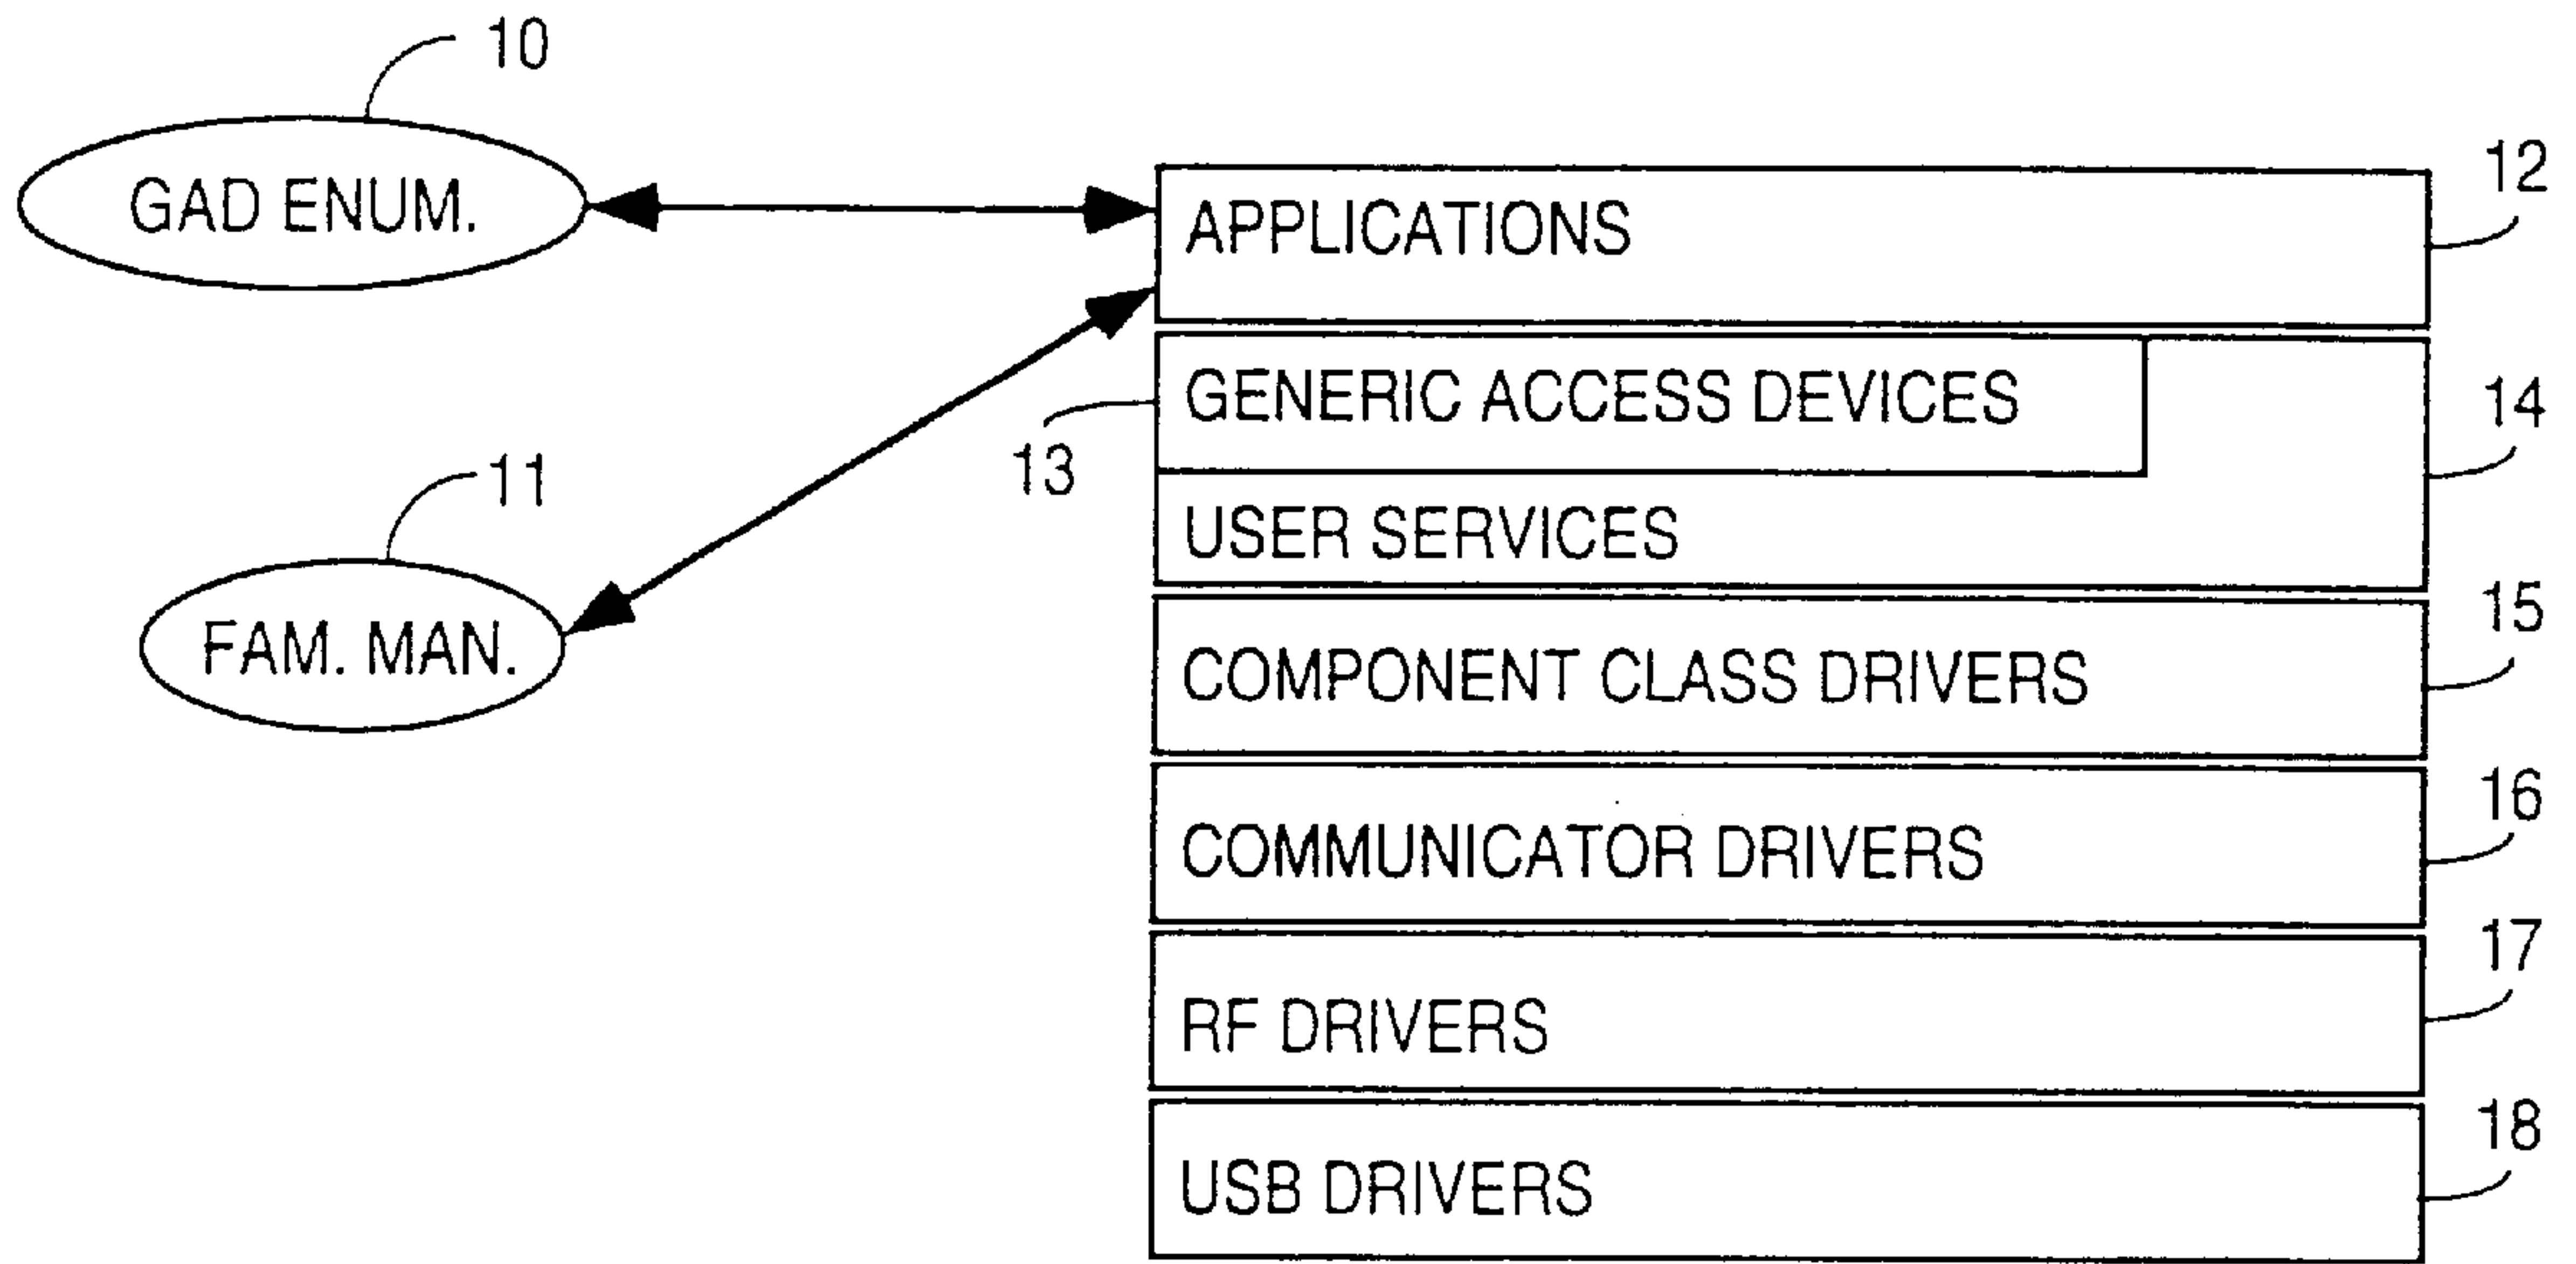 10
GAD ENUM.
12
APPLICATIONS
GENERIC ACCESS DEVICES
14
13
11
USER SERVICES
FAM. MAN.
15
COMPONENT CLASS DRIVERS
16
COMMUNICATOR DRIVERS
17
RF DRIVERS
18
USB DRIVERS